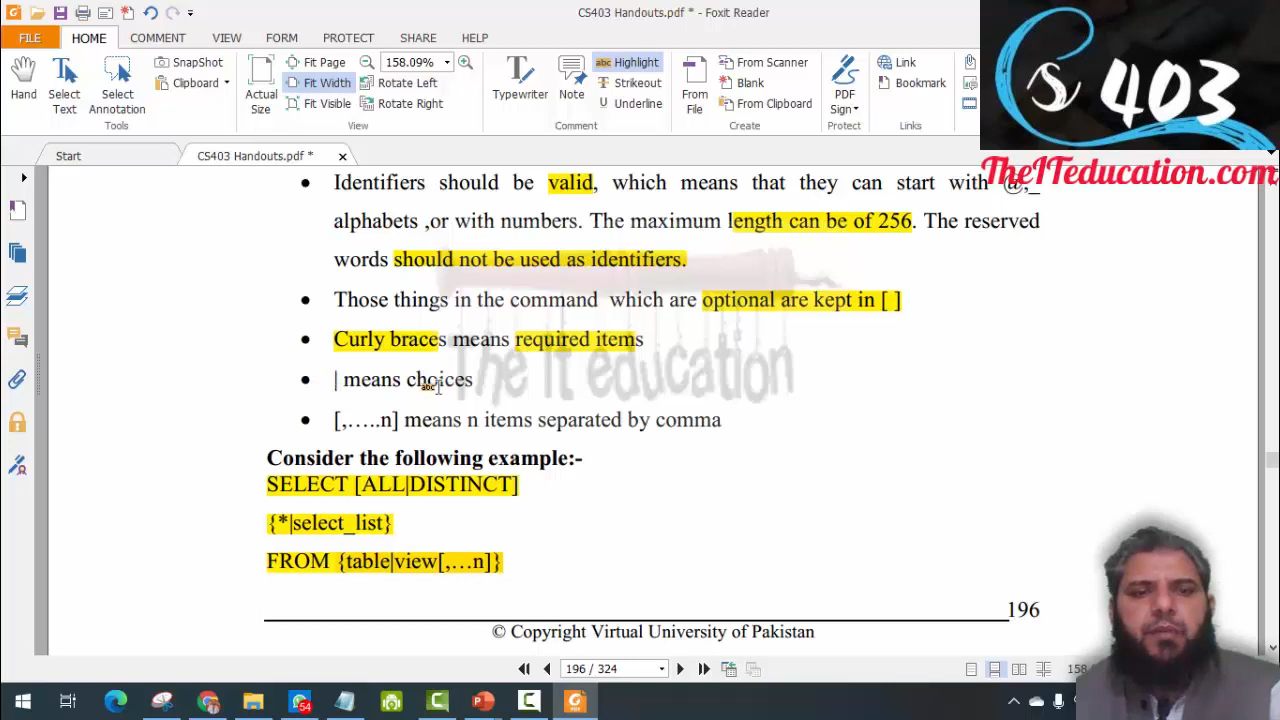 CS403 Handouts.pdf * - Foxit Reader
FILE
HOME
COMMENT
VIEW
FORM
PROTECT
SHARE
HELP
Hand
Select Text
Select Annotation
SnapShot
Clipboard
Tools
Actual Size
Fit Page
Fit Width
Fit Visible
158.09%
Rotate Left
Rotate Right
View
Typewriter
Note
Highlight
Strikeout
Underline
Comment
From File
From Scanner
Blank
From Clipboard
Create
PDF Sign
Protect
Link
Bookmark
Links
CS 403
TheITeducation.com
Start
CS403 Handouts.pdf *
• Identifiers should be valid, which means that they can start with @,_
alphabets ,or with numbers. The maximum length can be of 256. The reserved
words should not be used as identifiers.
• Those things in the command which are optional are kept in [ ]
• Curly braces means required items
• | means choices
• [,…..n] means n items separated by comma
The It education
Consider the following example:-
SELECT [ALL|DISTINCT]
{*|select_list}
FROM {table|view[,…n]}
196
© Copyright Virtual University of Pakistan
196 / 324
158
54